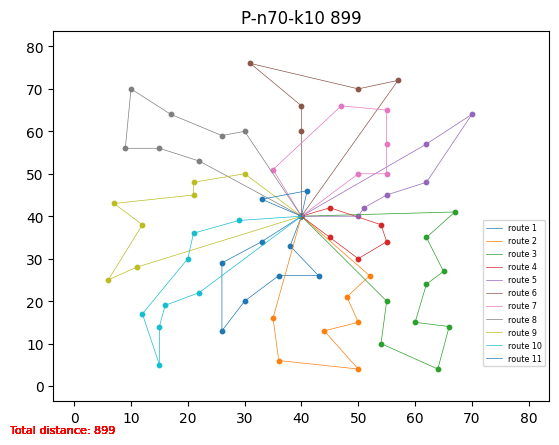 P-n70-k10 899
80
70
60
50
40
30
20
10
0
route 1
route 2
route 3
route 4
route 5
route 6
route 7
route 8
route 9
route 10
route 11
0 10 20 30 40 50 60 70 80
Total distance: 899